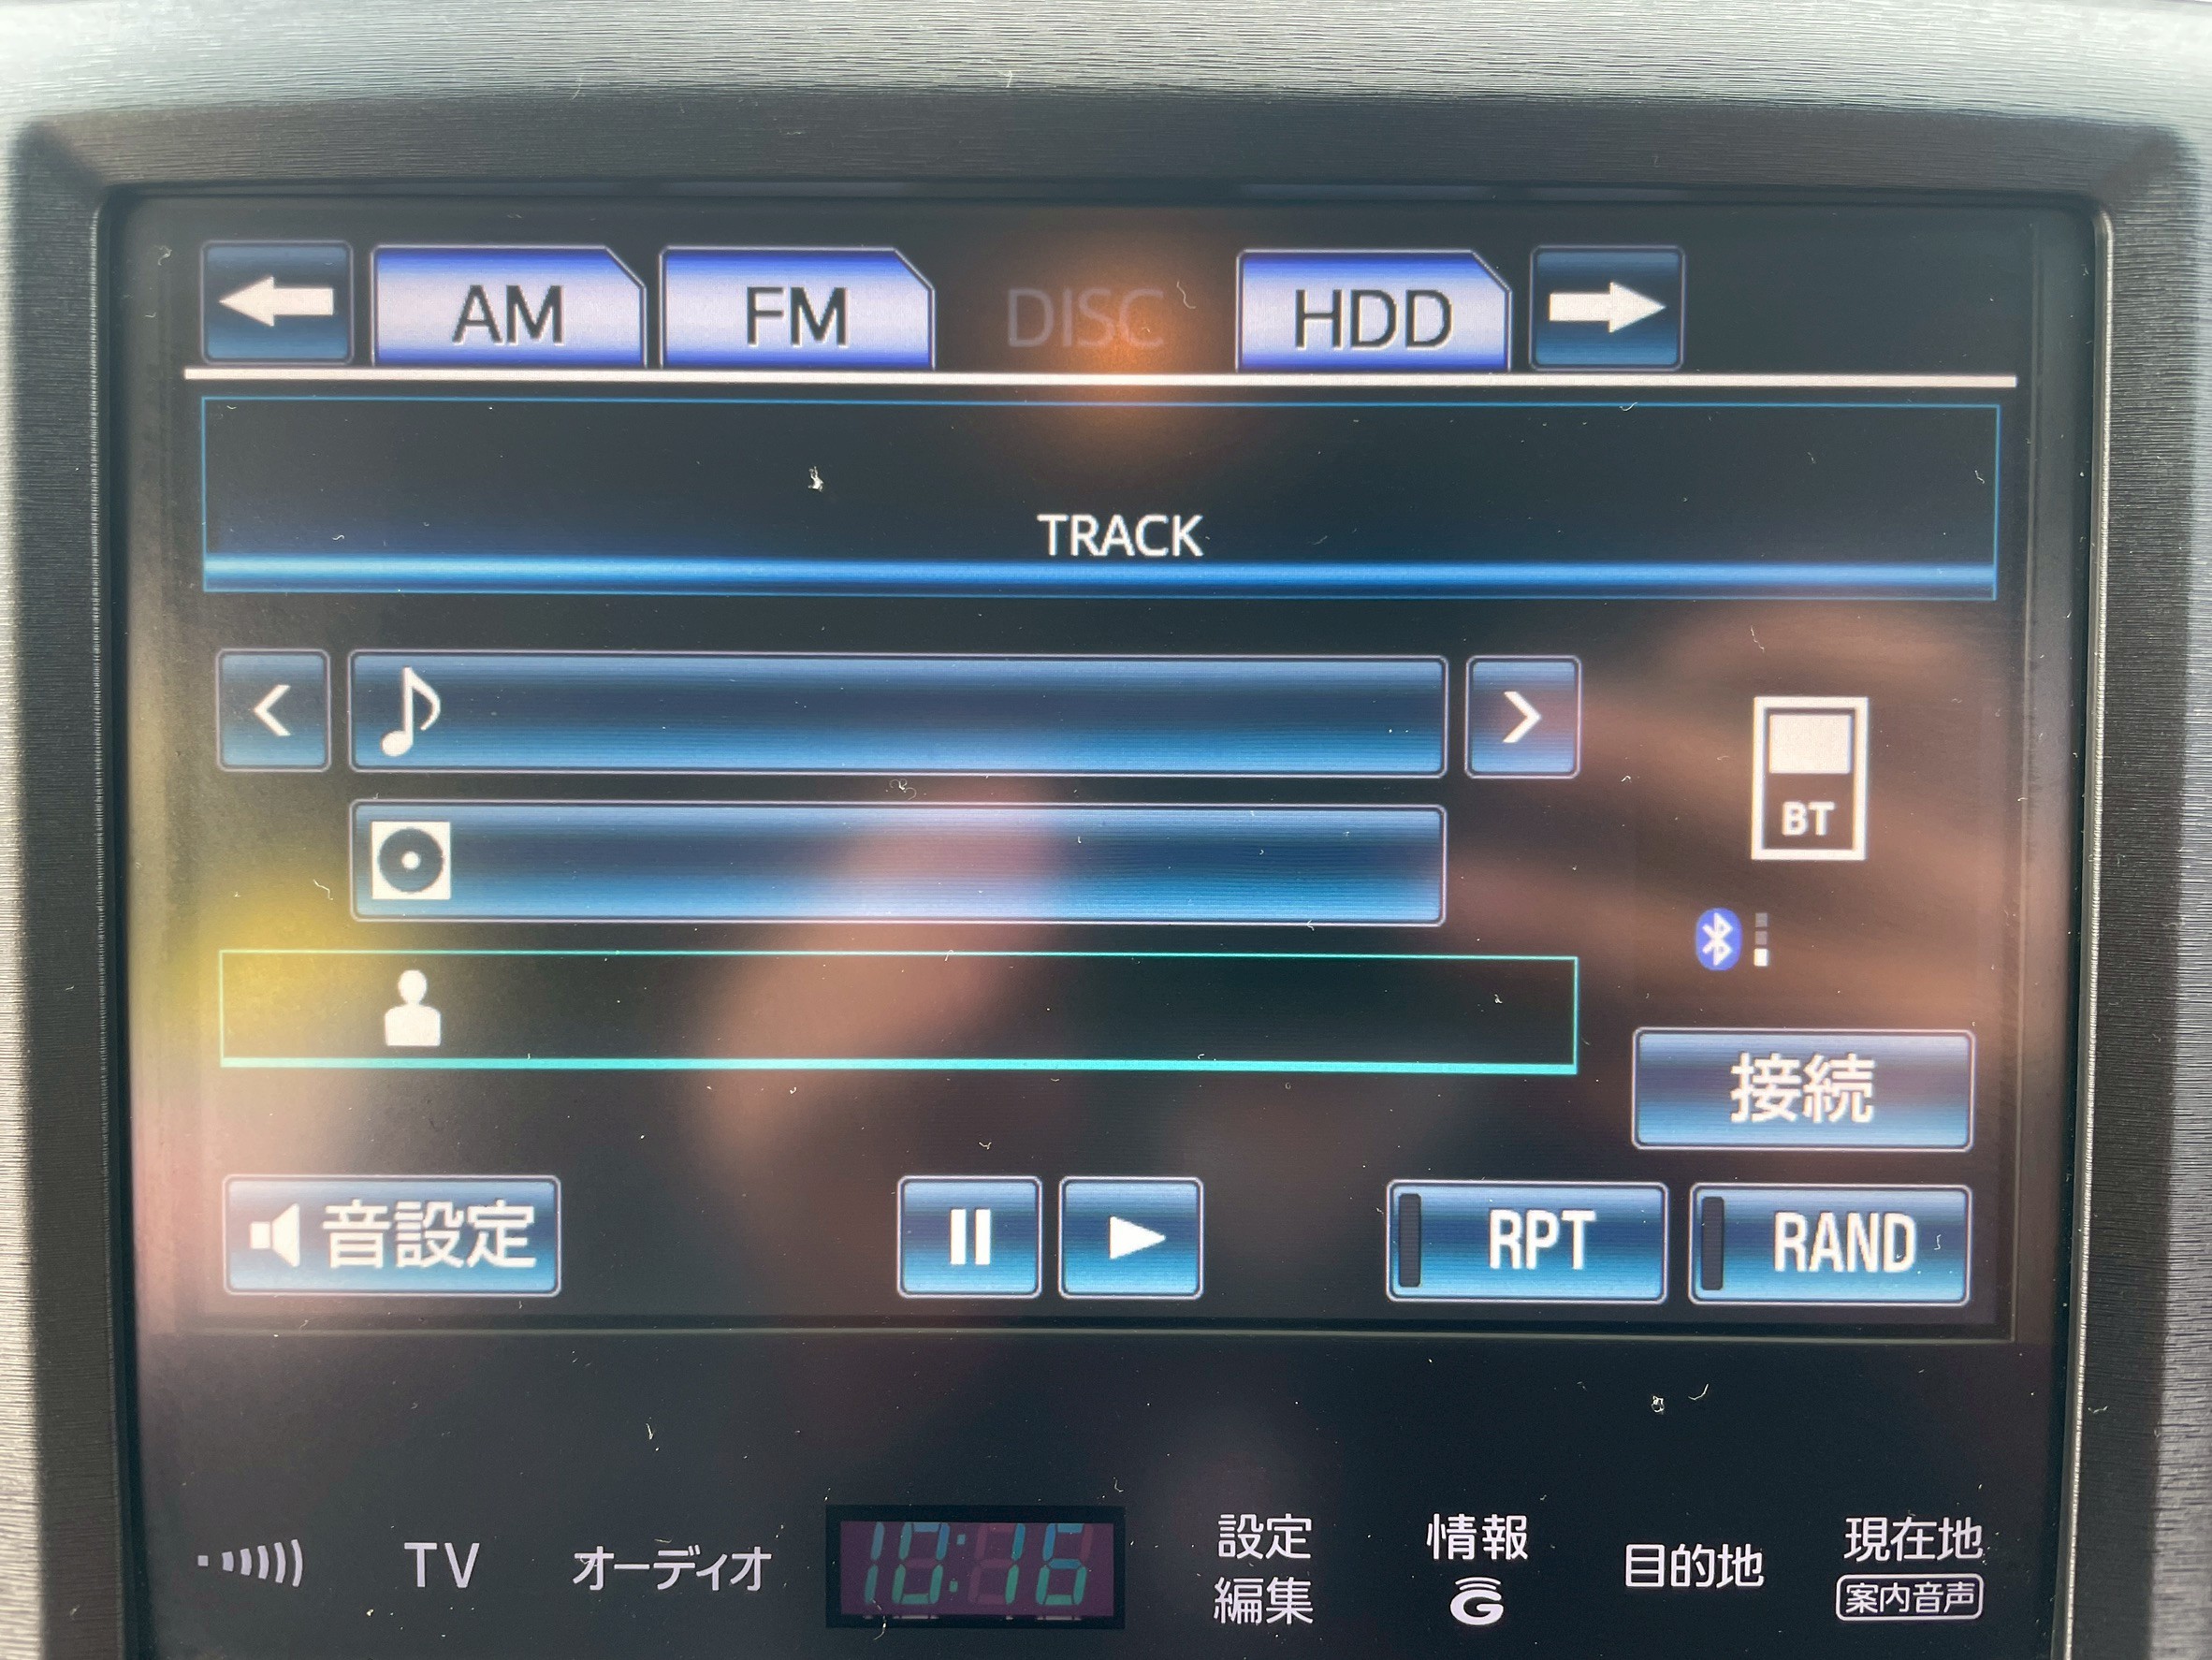 AM FM DISC HDD
TRACK
BT
接続
音設定 RPT RAND
TV オーディオ 10:16 設定 編集 情報 G 目的地 現在地 案内音声